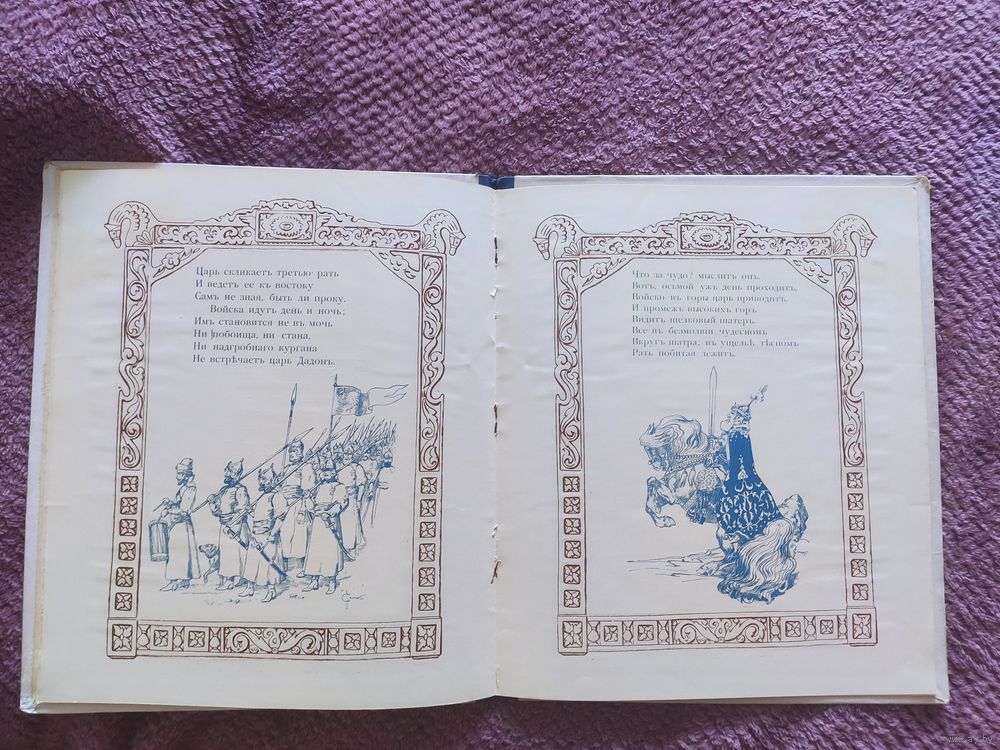 Царь скликаетъ третью рать
И ведетъ ее къ востоку
Самъ не зная, быть ли проку.
Войска идутъ день и ночь;
Имъ становится не въ мочь.
Ни побоища, ни стана,
Ни надгробнаго кургана
Не встрѣчаетъ царь Дадонъ.
Что за чудо? мыслитъ онъ.
Вотъ, осьмой ужъ день проходитъ,
Войско въ горы царь приводитъ,
И промежъ высокихъ горъ
Видитъ шелковый шатеръ.
Все въ безмолвіи чудесномъ
Вкругъ шатра; въ ущельѣ тѣсномъ
Рать побитая лежитъ.